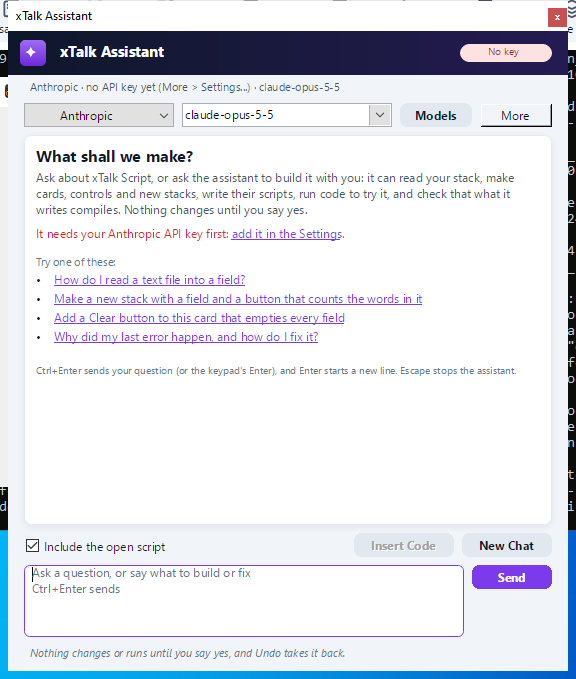 xTalk Assistant
x
xTalk Assistant
No key
Anthropic · no API key yet (More > Settings...) · claude-opus-5-5
Anthropic
claude-opus-5-5
Models
More
What shall we make?
Ask about xTalk Script, or ask the assistant to build it with you: it can read your stack, make
cards, controls and new stacks, write their scripts, run code to try it, and check that what it
writes compiles. Nothing changes until you say yes.
It needs your Anthropic API key first: add it in the Settings.
Try one of these:
• How do I read a text file into a field?
• Make a new stack with a field and a button that counts the words in it
• Add a Clear button to this card that empties every field
• Why did my last error happen, and how do I fix it?
Ctrl+Enter sends your question (or the keypad's Enter), and Enter starts a new line. Escape stops the assistant.
Include the open script
Insert Code
New Chat
Ask a question, or say what to build or fix
Ctrl+Enter sends
Send
Nothing changes or runs until you say yes, and Undo takes it back.